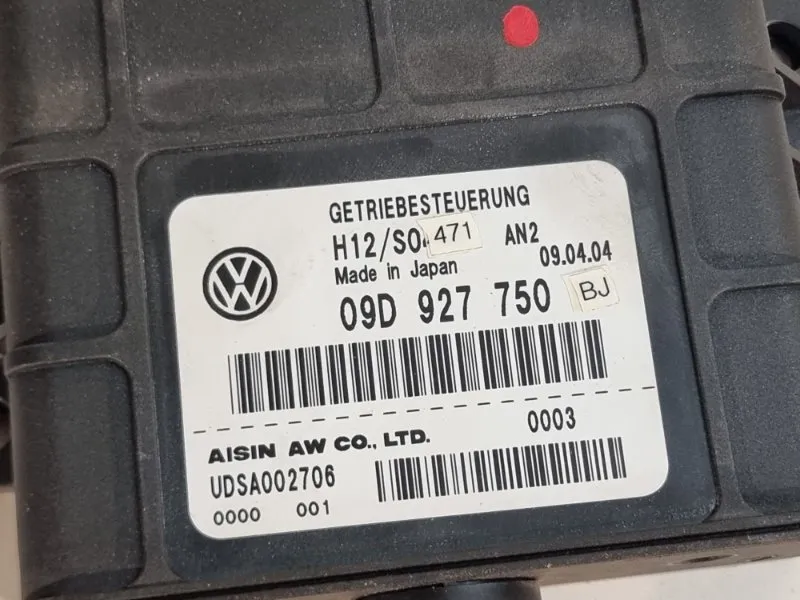 GETRIEBESTEUERUNG
H12/S0 471 AN2
Made in Japan 09.04.04
09D 927 750 BJ
AISIN AW CO., LTD. 0003
UDSA002706
0000 001